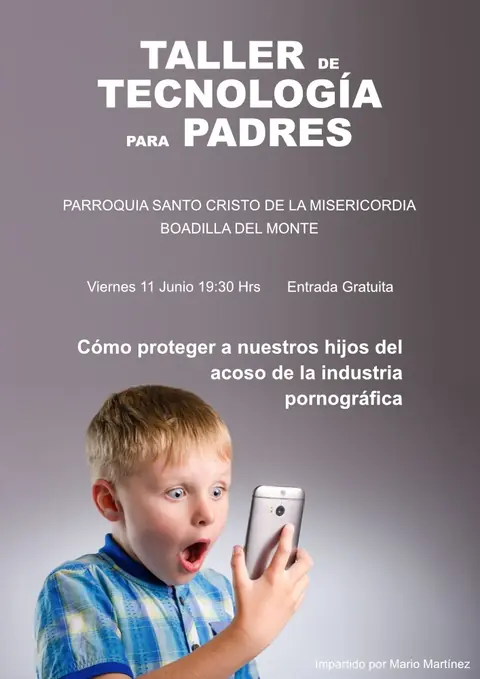 TALLER DE
TECNOLOGÍA
PARA PADRES
PARROQUIA SANTO CRISTO DE LA MISERICORDIA
BOADILLA DEL MONTE
Viernes 11 Junio 19:30 Hrs Entrada Gratuita
Cómo proteger a nuestros hijos del
acoso de la industria
pornográfica
Impartido por Mario Martínez